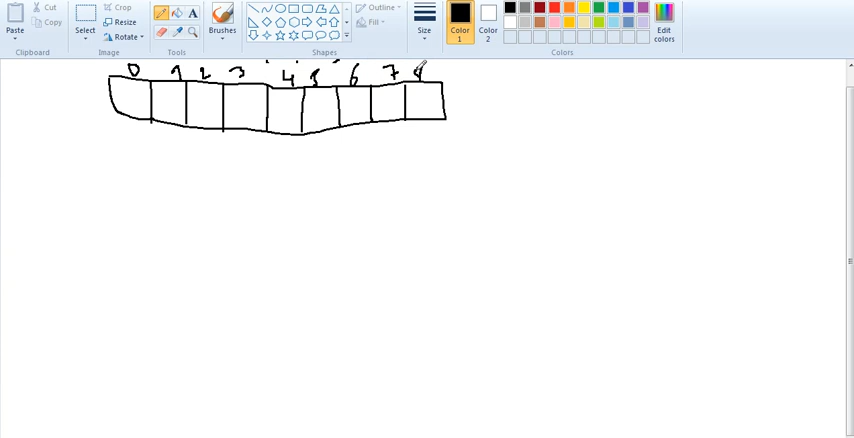 Cut
Copy
Paste
Clipboard
Crop
Resize
Rotate
Select
Image
A
Tools
Brushes
Outline
Fill
Shapes
Size
Color 1
Color 2
Edit colors
Colors
0 1 2 3 4 5 6 7 8